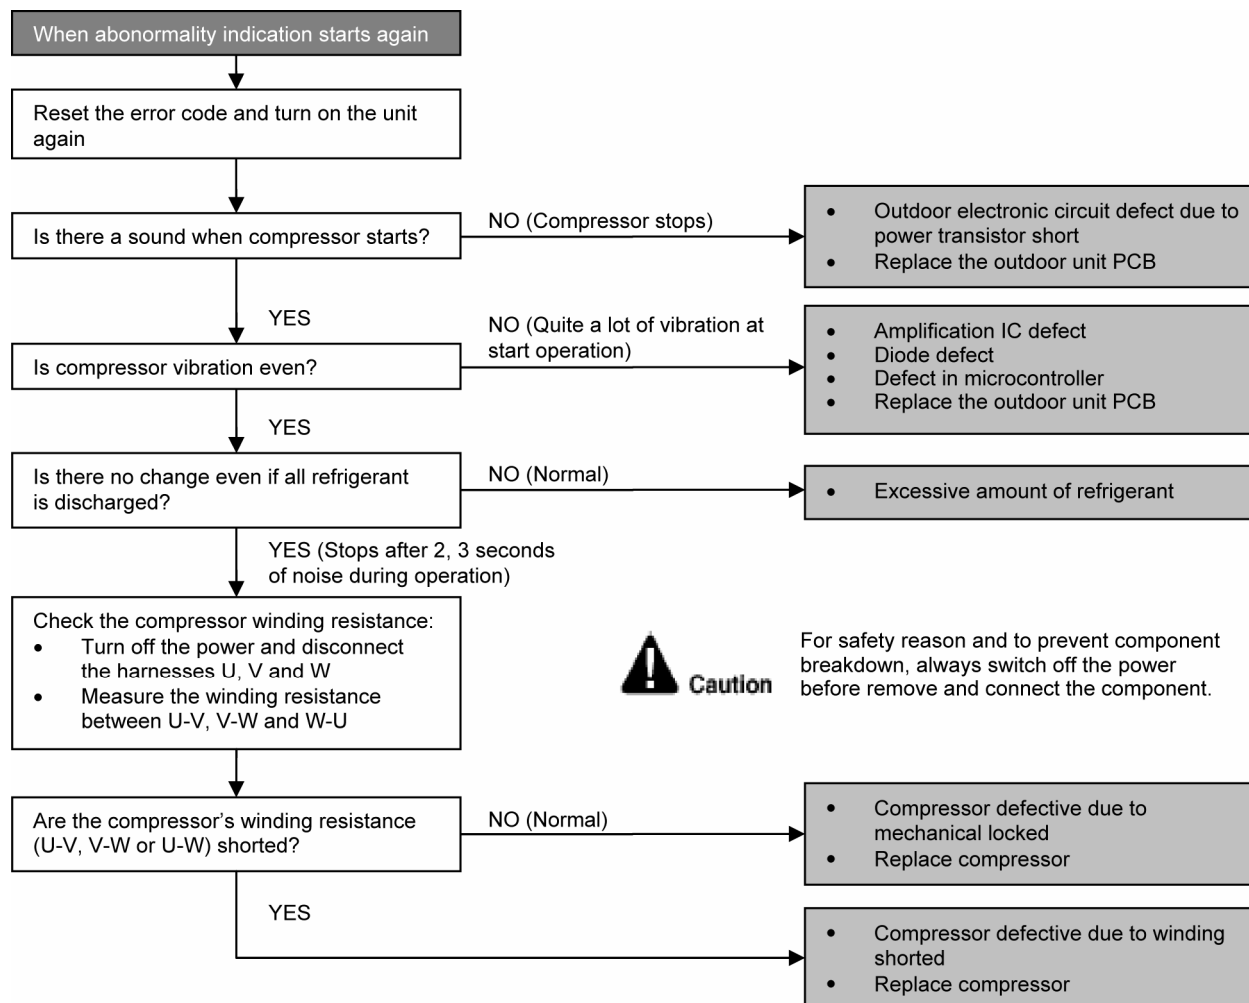 When abonormality indication starts again
Reset the error code and turn on the unit
again
Is there a sound when compressor starts?
NO (Compressor stops)
• Outdoor electronic circuit defect due to
power transistor short
• Replace the outdoor unit PCB
YES
NO (Quite a lot of vibration at
start operation)
Is compressor vibration even?
• Amplification IC defect
• Diode defect
• Defect in microcontroller
• Replace the outdoor unit PCB
YES
Is there no change even if all refrigerant
is discharged?
NO (Normal)
• Excessive amount of refrigerant
YES (Stops after 2, 3 seconds
of noise during operation)
Check the compressor winding resistance:
• Turn off the power and disconnect
the harnesses U, V and W
• Measure the winding resistance
between U-V, V-W and W-U
Caution
For safety reason and to prevent component
breakdown, always switch off the power
before remove and connect the component.
Are the compressor’s winding resistance
(U-V, V-W or U-W) shorted?
NO (Normal)
• Compressor defective due to
mechanical locked
• Replace compressor
YES
• Compressor defective due to winding
shorted
• Replace compressor